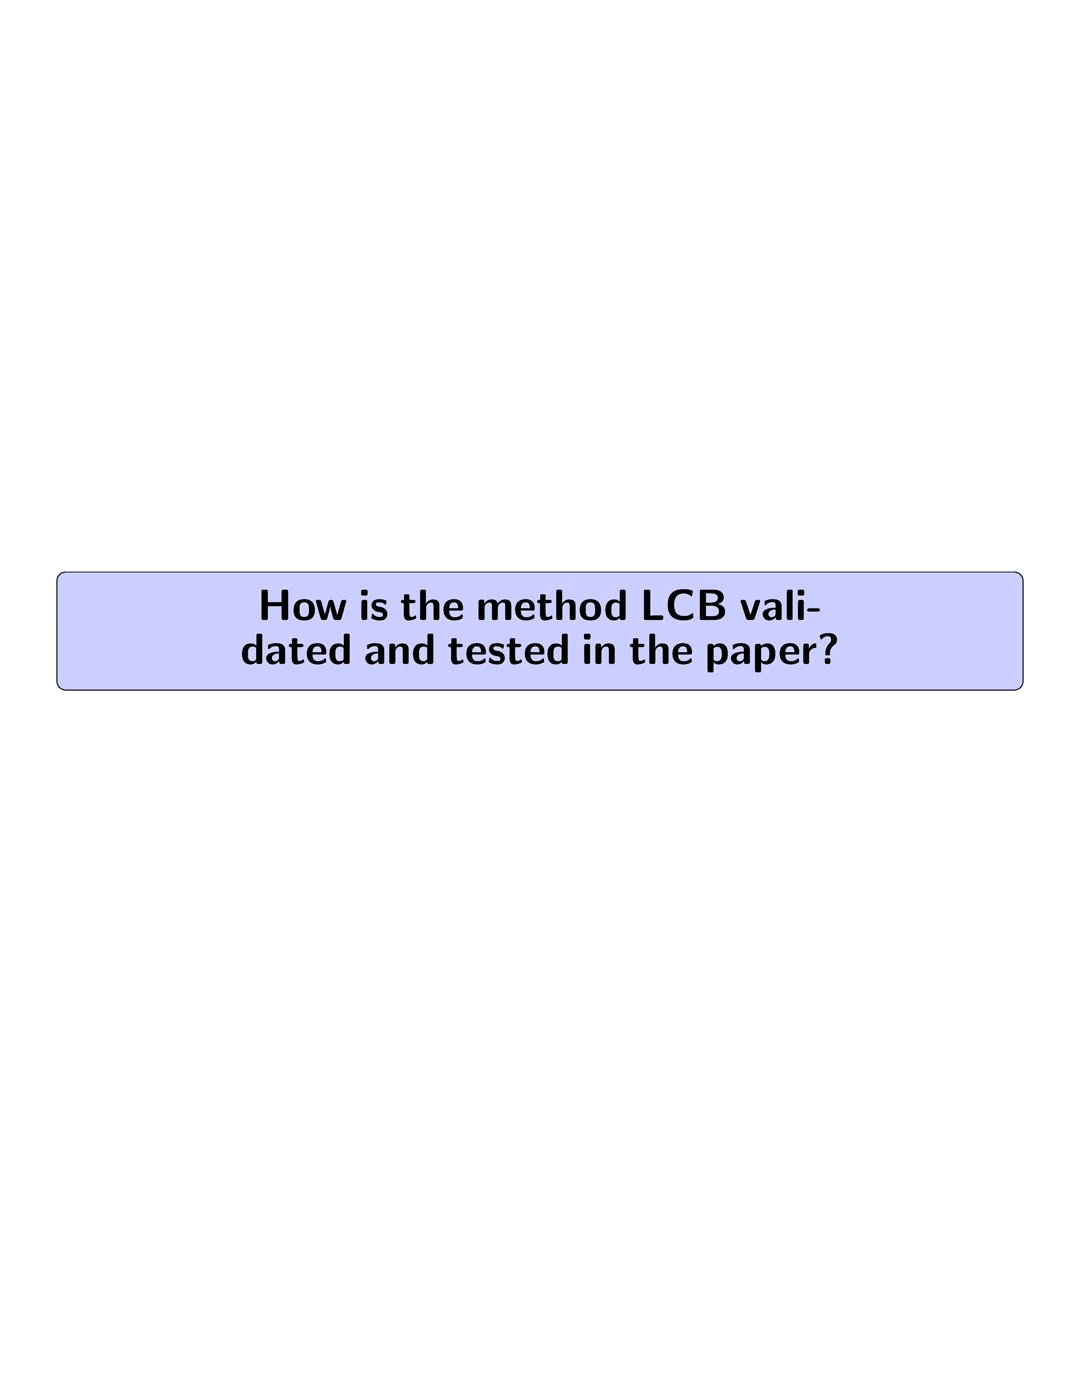 How is the method LCB vali-
dated and tested in the paper?